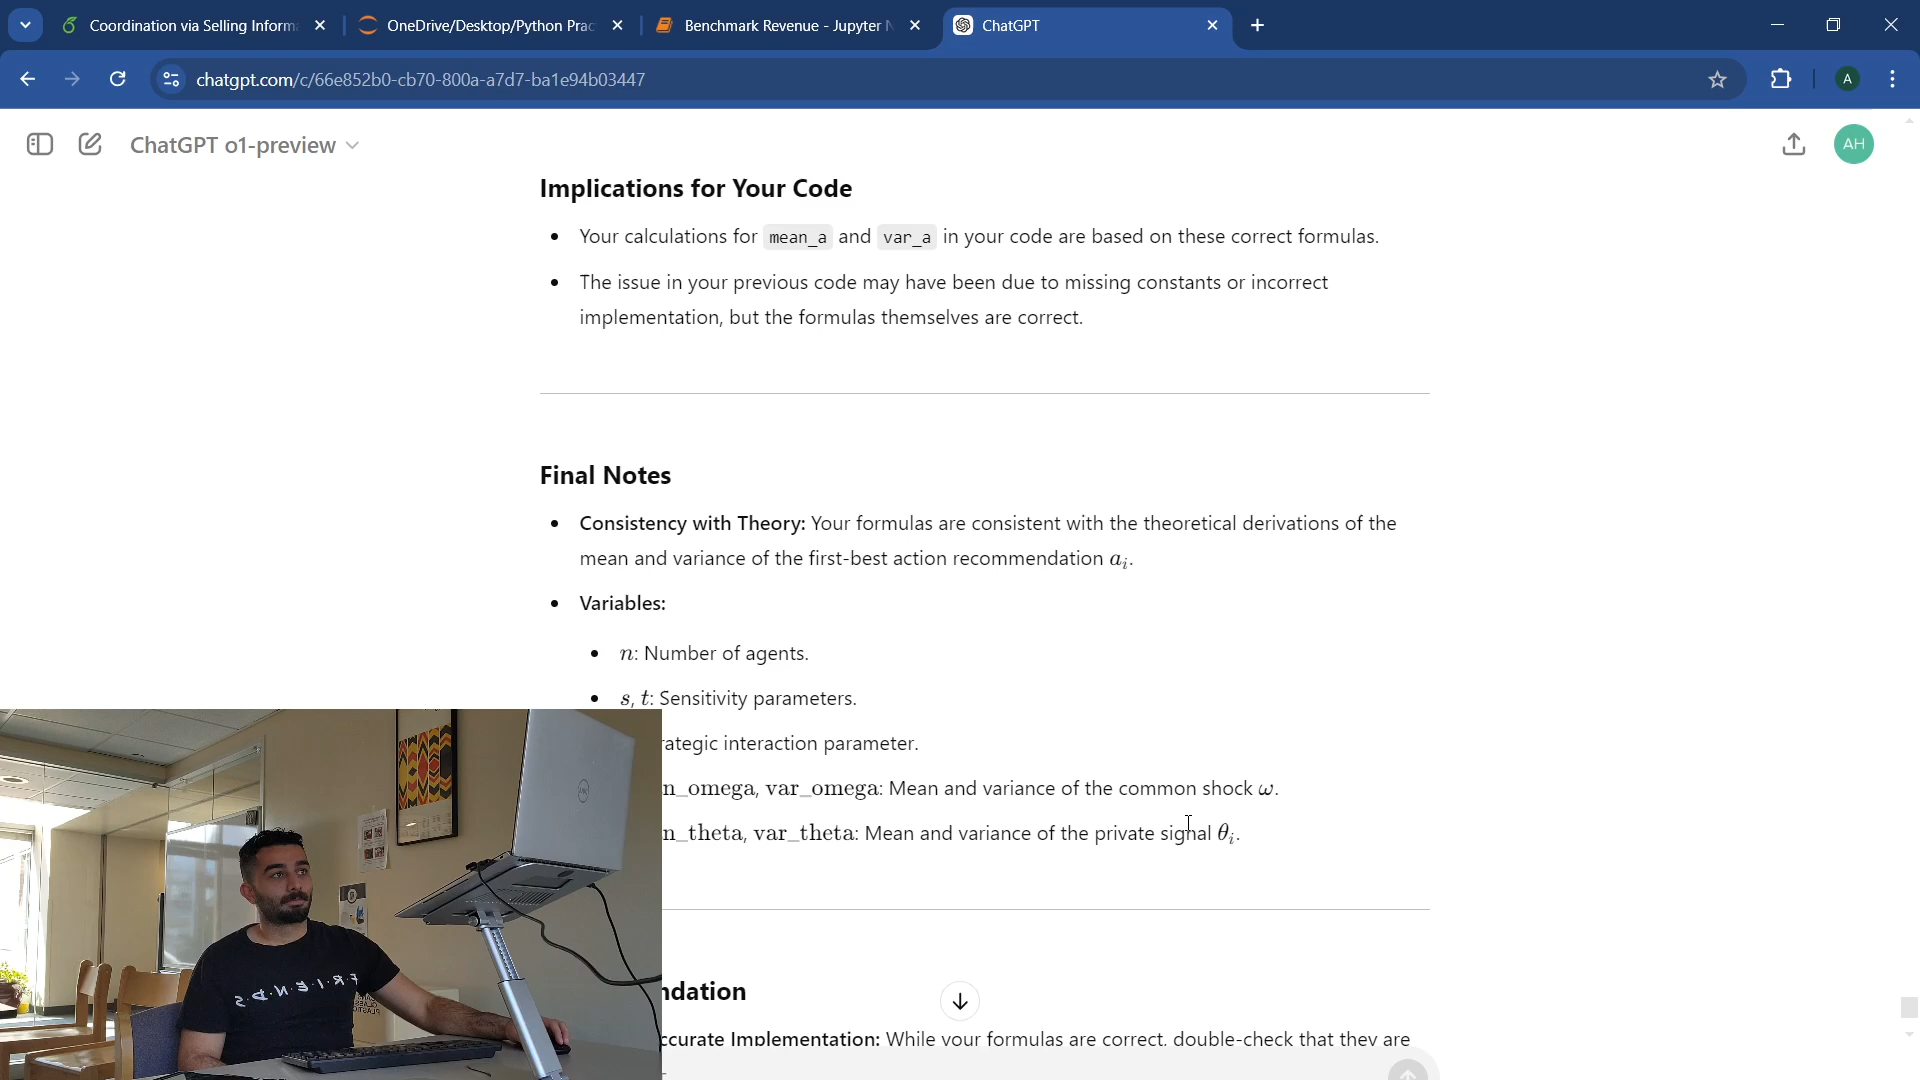 Coordination via Selling Inform
OneDrive/Desktop/Python Prac
Benchmark Revenue - Jupyter N
ChatGPT
chatgpt.com/c/66e852b0-cb70-800a-a7d7-ba1e94b03447
A
ChatGPT o1-preview
AH
Implications for Your Code
• Your calculations for mean_a and var_a in your code are based on these correct formulas.
• The issue in your previous code may have been due to missing constants or incorrect
implementation, but the formulas themselves are correct.
Final Notes
• Consistency with Theory: Your formulas are consistent with the theoretical derivations of the
mean and variance of the first-best action recommendation aᵢ.
• Variables:
• n: Number of agents.
• s, t: Sensitivity parameters.
rategic interaction parameter.
n_omega, var_omega: Mean and variance of the common shock ω.
n_theta, var_theta: Mean and variance of the private signal θᵢ.
ndation
ccurate Implementation: While your formulas are correct, double-check that they are
F·R·I·E·N·D·S